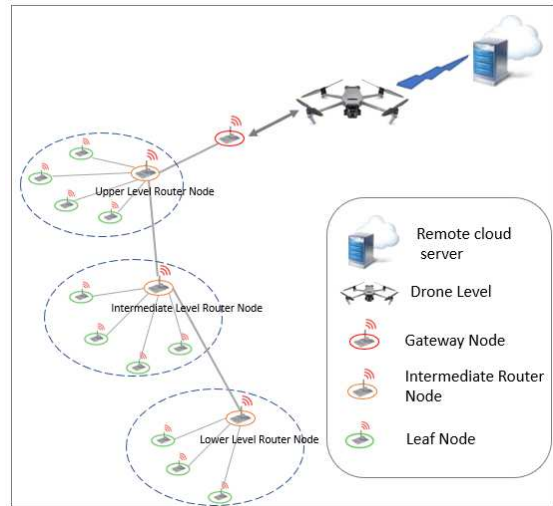 Upper Level Router Node
Intermediate Level Router Node
Lower Level Router Node
Remote cloud
server
Drone Level
Gateway Node
Intermediate Router
Node
Leaf Node